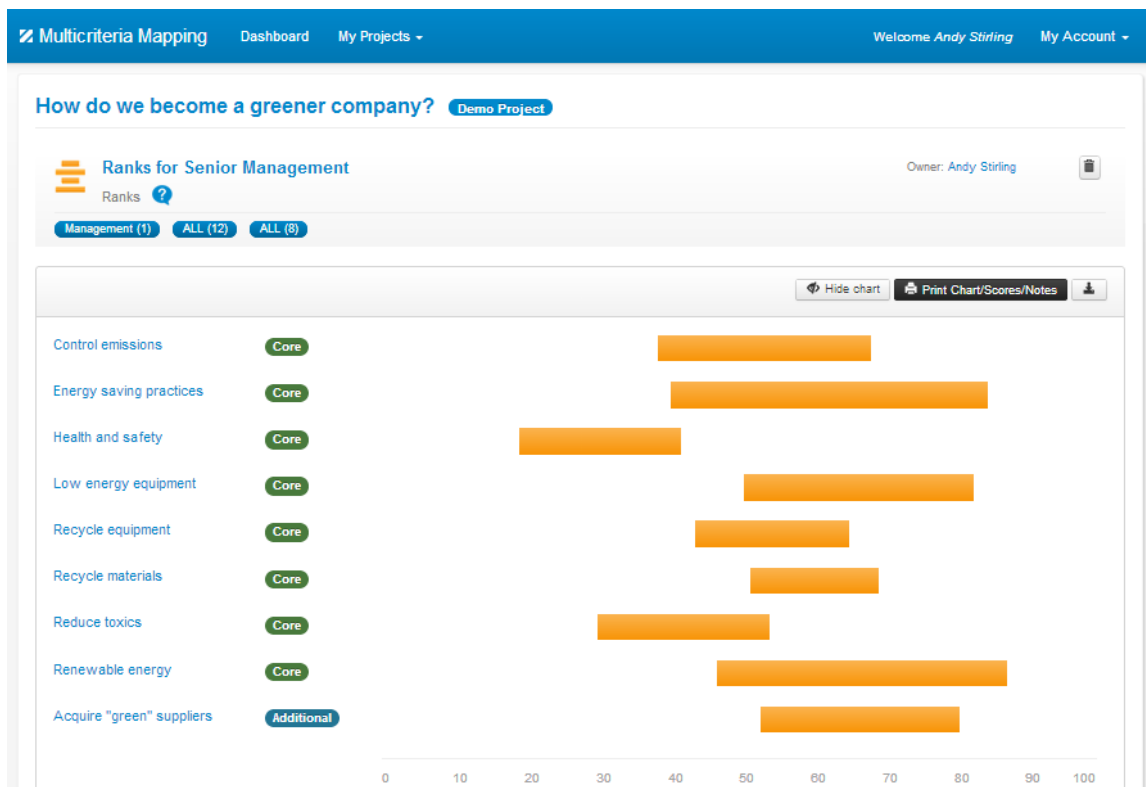 Multicriteria Mapping Dashboard My Projects Welcome Andy Stirling My Account
How do we become a greener company? Demo Project
Ranks for Senior Management Owner: Andy Stirling
Ranks ?
Management (1) ALL (12) ALL (8)
Hide chart Print Chart/Scores/Notes
Control emissions Core
Energy saving practices Core
Health and safety Core
Low energy equipment Core
Recycle equipment Core
Recycle materials Core
Reduce toxics Core
Renewable energy Core
Acquire "green" suppliers Additional
0 10 20 30 40 50 60 70 80 90 100